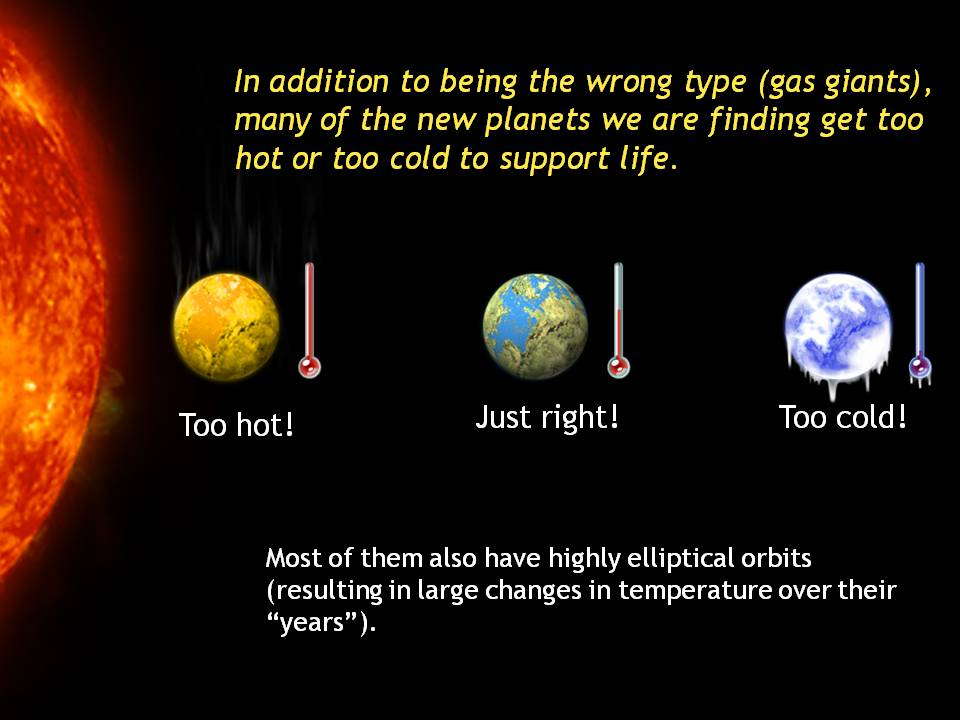 In addition to being the wrong type (gas giants),
many of the new planets we are finding get too
hot or too cold to support life.
Too hot!
Just right!
Too cold!
Most of them also have highly elliptical orbits
(resulting in large changes in temperature over their
“years”).